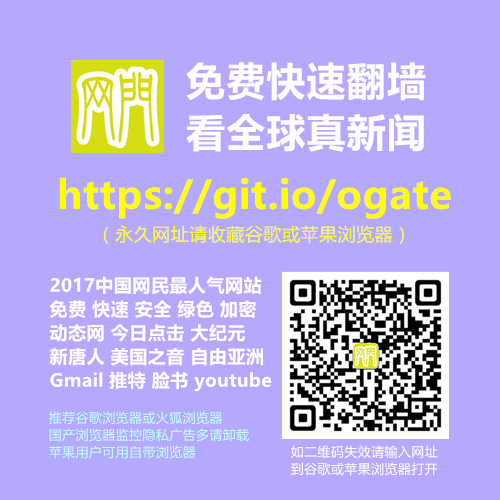 网门
免费快速翻墙
看全球真新闻
https://git.io/ogate
（永久网址请收藏谷歌或苹果浏览器）
2017中国网民最人气网站
免费 快速 安全 绿色 加密
动态网 今日点击 大纪元
新唐人 美国之音 自由亚洲
Gmail 推特 脸书 youtube
推荐谷歌浏览器或火狐浏览器
国产浏览器监控隐私广告多请卸载
苹果用户可用自带浏览器
网门
如二维码失效请输入网址
到谷歌或苹果浏览器打开